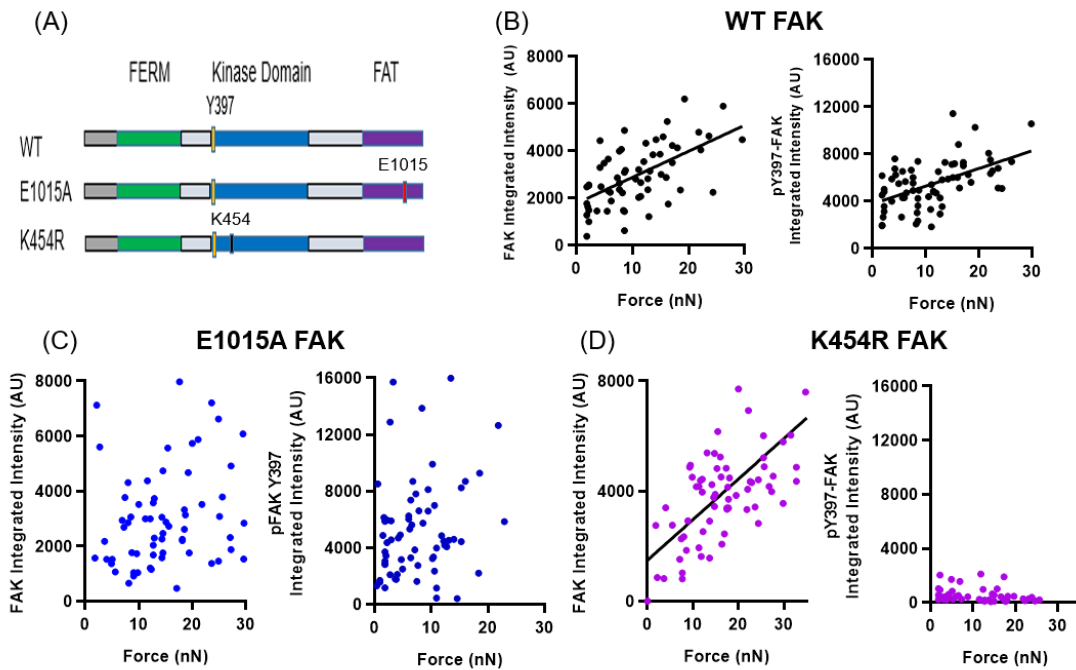 (A)
FERM Kinase Domain FAT
Y397
WT
E1015
E1015A
K454
K454R
(B) WT FAK
FAK Integrated Intensity (AU)
8000
6000
4000
2000
0
0 10 20 30
Force (nN)
pY397-FAK
Integrated Intensity (AU)
16000
12000
8000
4000
0
0 10 20 30
Force (nN)
(C) E1015A FAK
FAK Integrated Intensity (AU)
8000
6000
4000
2000
0
0 10 20 30
Force (nN)
pFAK Y397
Integrated Intensity (AU)
16000
12000
8000
4000
0
0 10 20 30
Force (nN)
(D) K454R FAK
FAK Integrated Intensity (AU)
8000
4000
0
0 10 20 30
Force (nN)
pY397-FAK
Integrated Intensity (AU)
16000
12000
8000
4000
0
0 10 20 30
Force (nN)